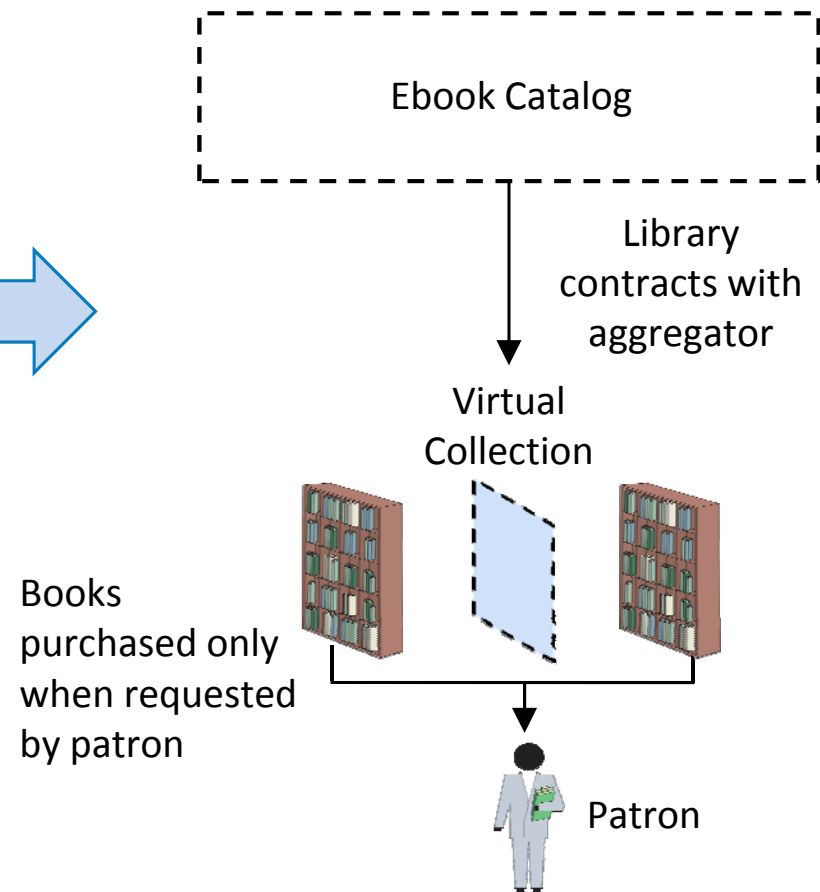 Ebook Catalog
Library
contracts with
aggregator
Virtual
Collection
Books
purchased only
when requested
by patron
Patron